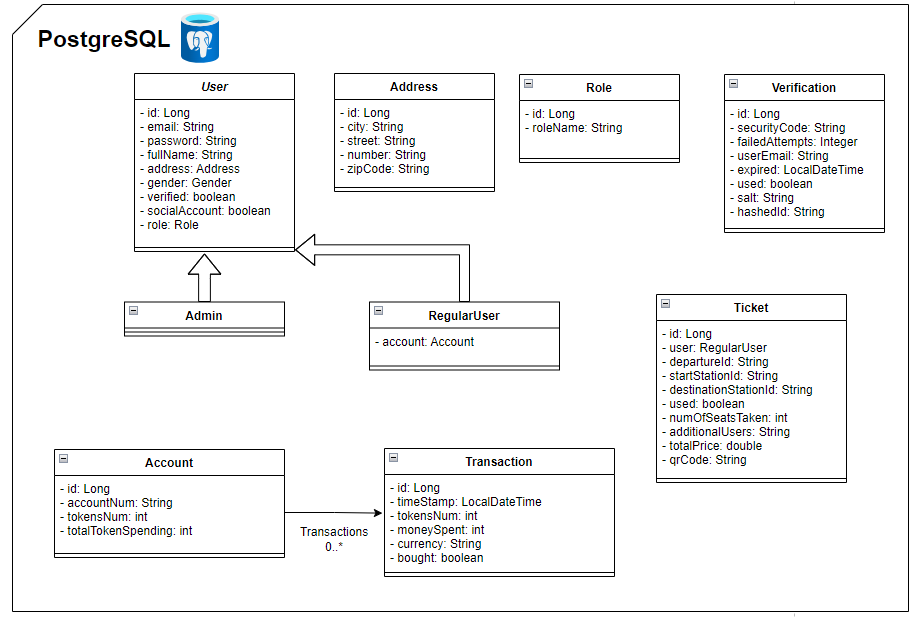 PostgreSQL
User
- id: Long
- email: String
- password: String
- fullName: String
- address: Address
- gender: Gender
- verified: boolean
- socialAccount: boolean
- role: Role
Address
- id: Long
- city: String
- street: String
- number: String
- zipCode: String
Role
- id: Long
- roleName: String
Verification
- id: Long
- securityCode: String
- failedAttempts: Integer
- userEmail: String
- expired: LocalDateTime
- used: boolean
- salt: String
- hashedId: String
Admin
RegularUser
- account: Account
Ticket
- id: Long
- user: RegularUser
- departureId: String
- startStationId: String
- destinationStationId: String
- used: boolean
- numOfSeatsTaken: int
- additionalUsers: String
- totalPrice: double
- qrCode: String
Account
- id: Long
- accountNum: String
- tokensNum: int
- totalTokenSpending: int
Transactions
0..*
Transaction
- id: Long
- timeStamp: LocalDateTime
- tokensNum: int
- moneySpent: int
- currency: String
- bought: boolean